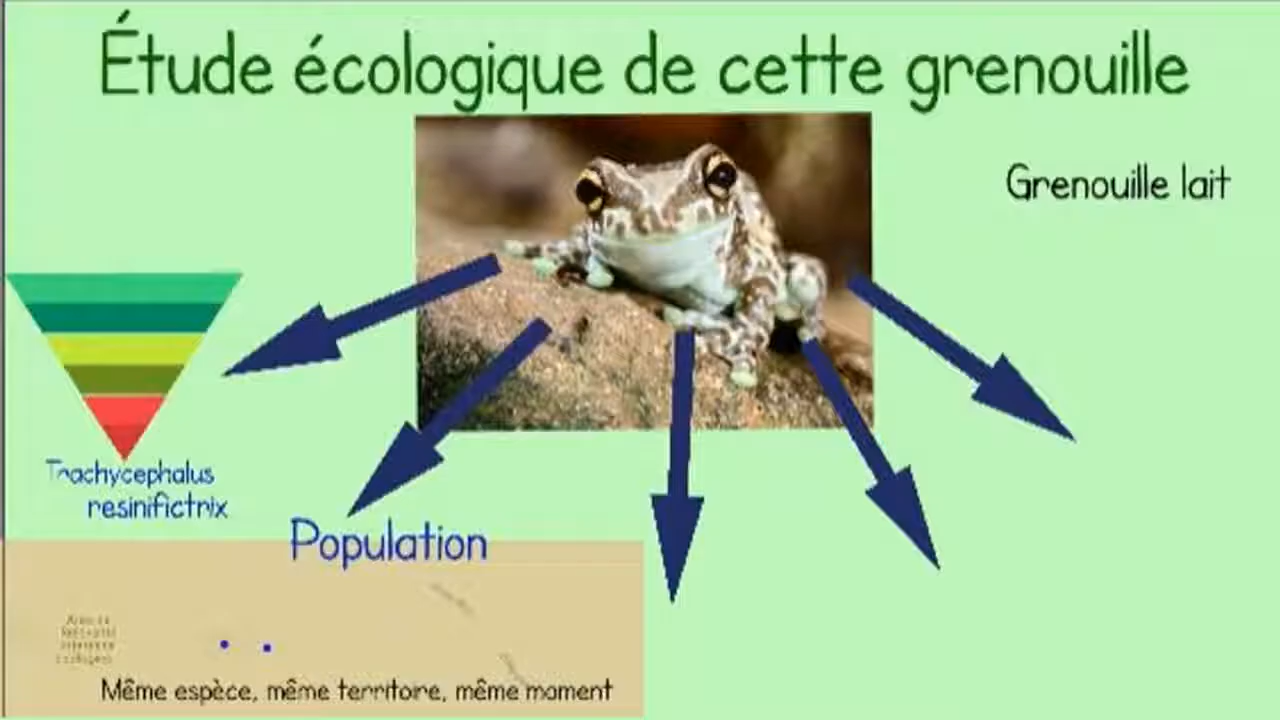 Étude écologique de cette grenouille
Grenouille lait
Trachycephalus
resinifictrix
Population
Même espèce, même territoire, même moment